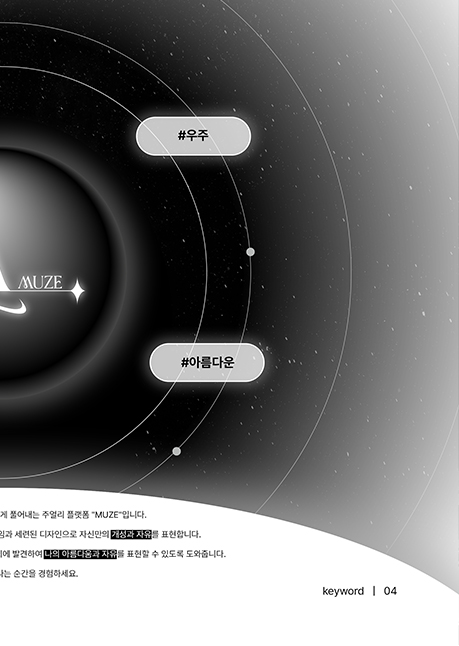 #우주
MUZE
#아름다운
게 풀어내는 주얼리 플랫폼 "MUZE"입니다.
임과 세련된 디자인으로 자신만의 개성과 자유를 표현합니다.
에 발견하여 나의 아름다움과 자유를 표현할 수 있도록 도와줍니다.
나는 순간을 경험하세요.
keyword | 04